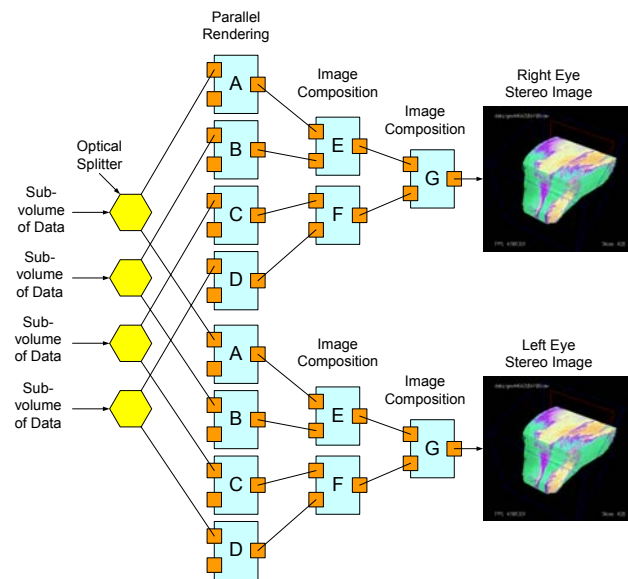 Parallel
Rendering
Image
Composition
Image
Composition
Right Eye
Stereo Image
Optical
Splitter
Sub-
volume
of Data
Sub-
volume
of Data
Sub-
volume
of Data
Sub-
volume
of Data
A
B
C
D
E
F
G
A
B
C
D
E
F
G
Image
Composition
Image
Composition
Left Eye
Stereo Image